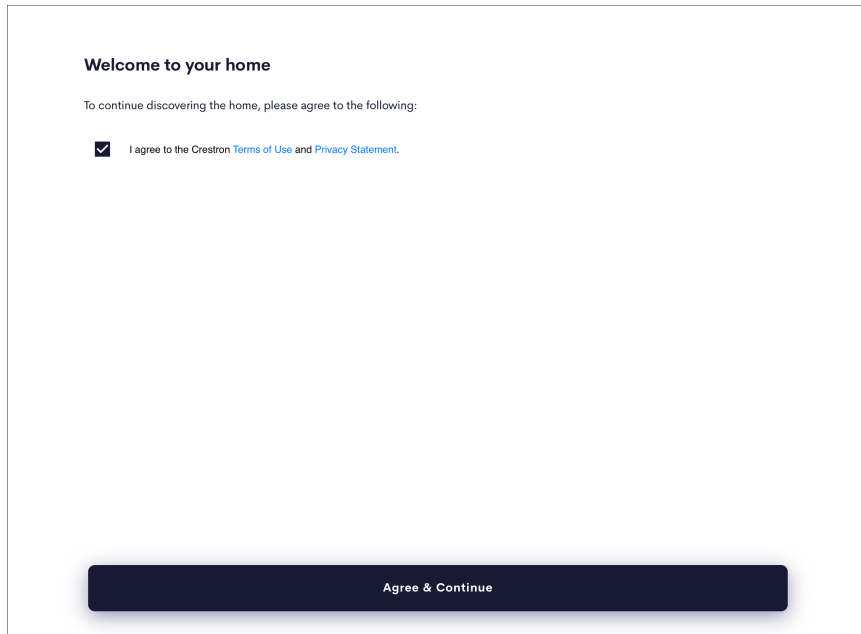 Welcome to your home
To continue discovering the home, please agree to the following:
I agree to the Crestron Terms of Use and Privacy Statement.
Agree & Continue